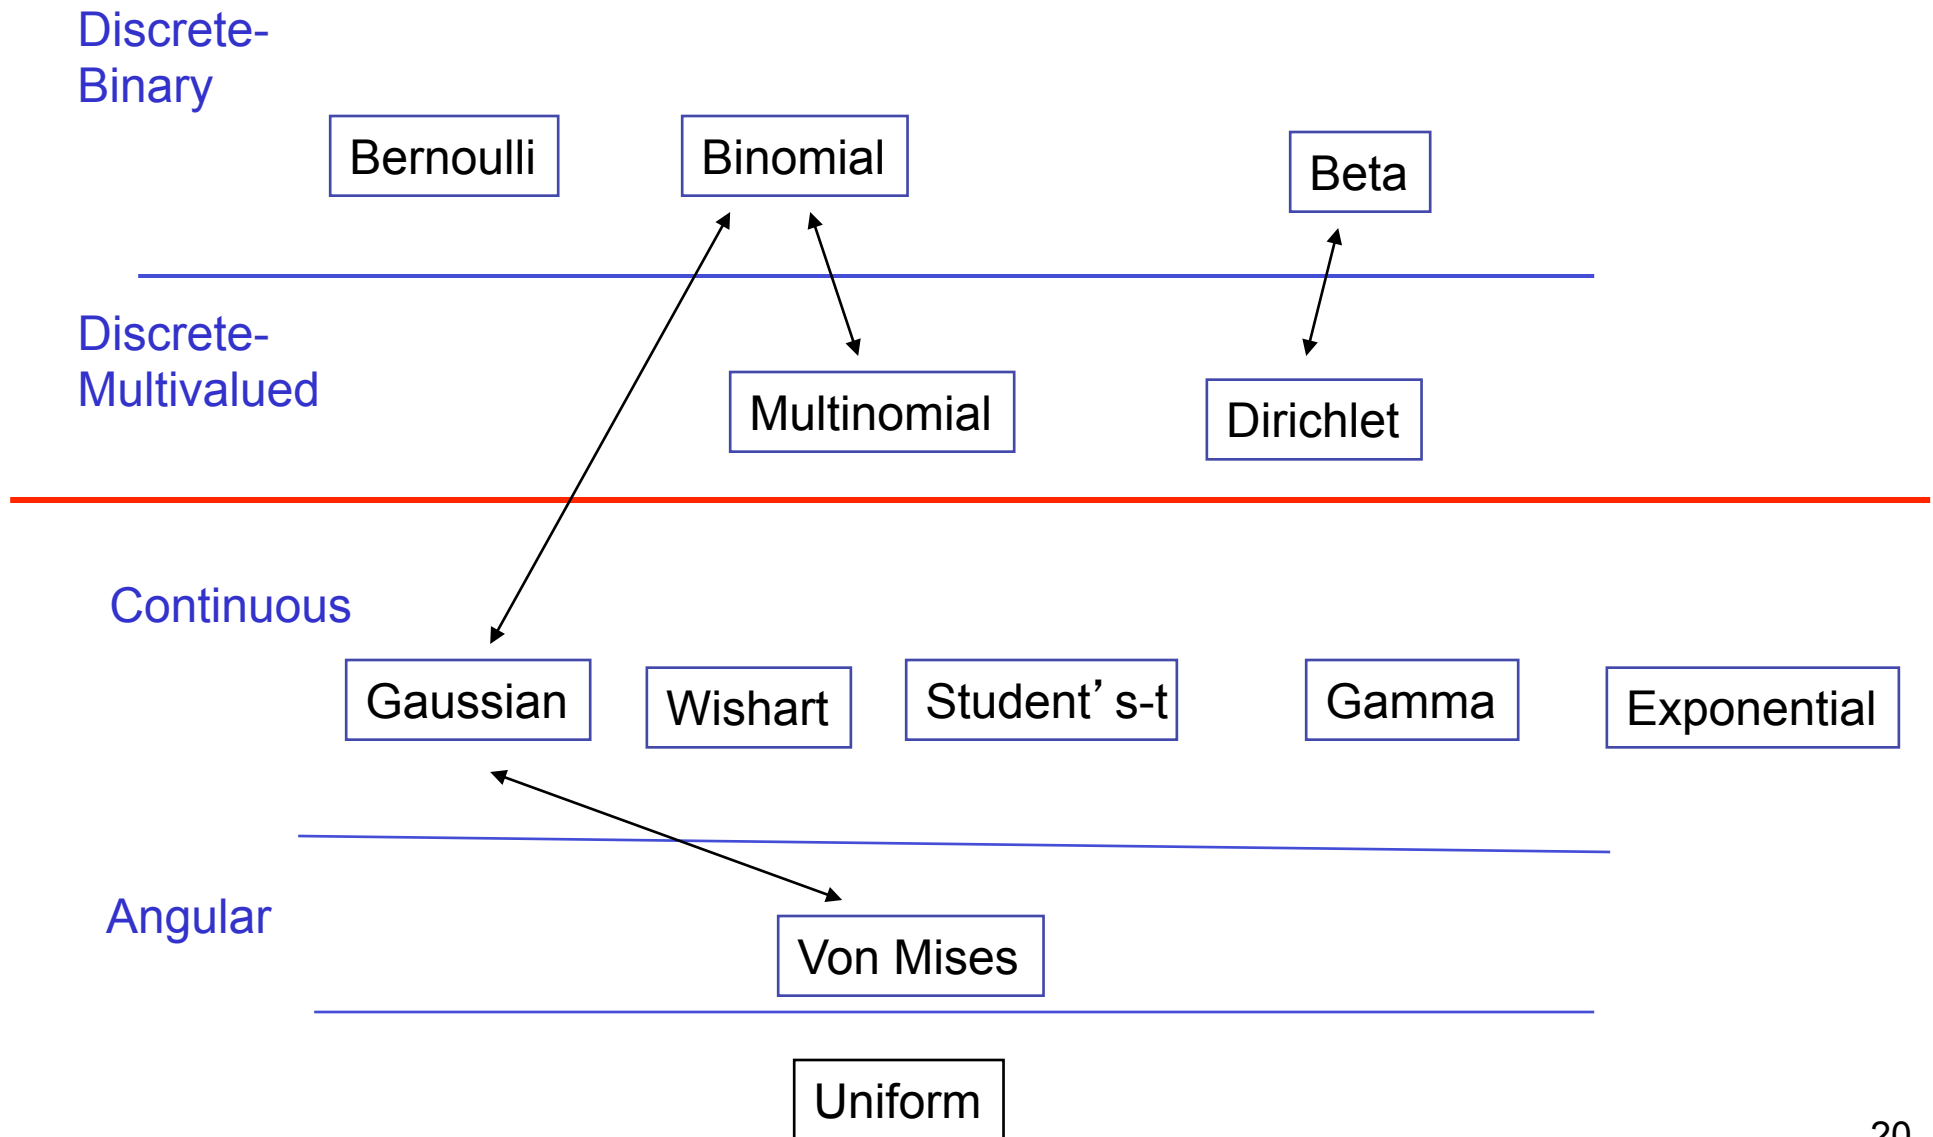 Discrete-
Binary
Bernoulli
Binomial
Beta
Discrete-
Multivalued
Multinomial
Dirichlet
Continuous
Gaussian
Wishart
Student’s-t
Gamma
Exponential
Angular
Von Mises
Uniform
20